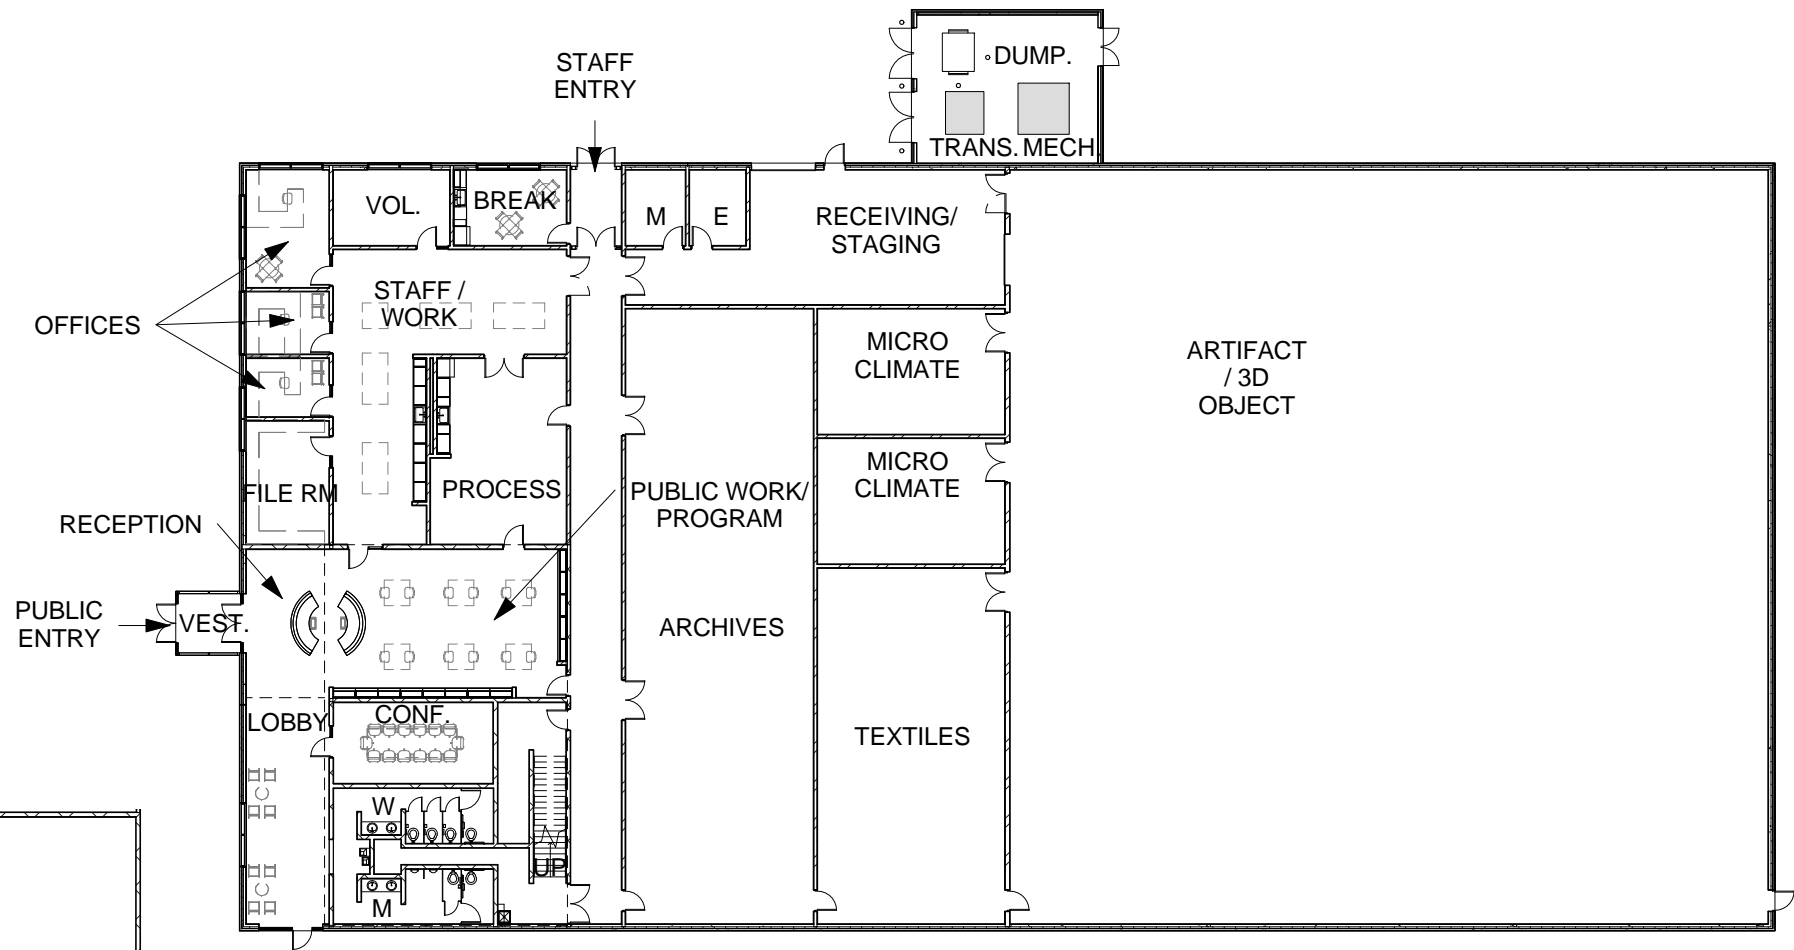 STAFF
ENTRY
DUMP.
TRANS. MECH
VOL.
BREAK
M
E
RECEIVING/
STAGING
OFFICES
STAFF /
WORK
MICRO
CLIMATE
ARTIFACT
/ 3D
OBJECT
MICRO
CLIMATE
FILE RM
PROCESS
PUBLIC WORK/
PROGRAM
RECEPTION
PUBLIC
ENTRY
VEST.
ARCHIVES
LOBBY
CONF.
TEXTILES
W
UP
M